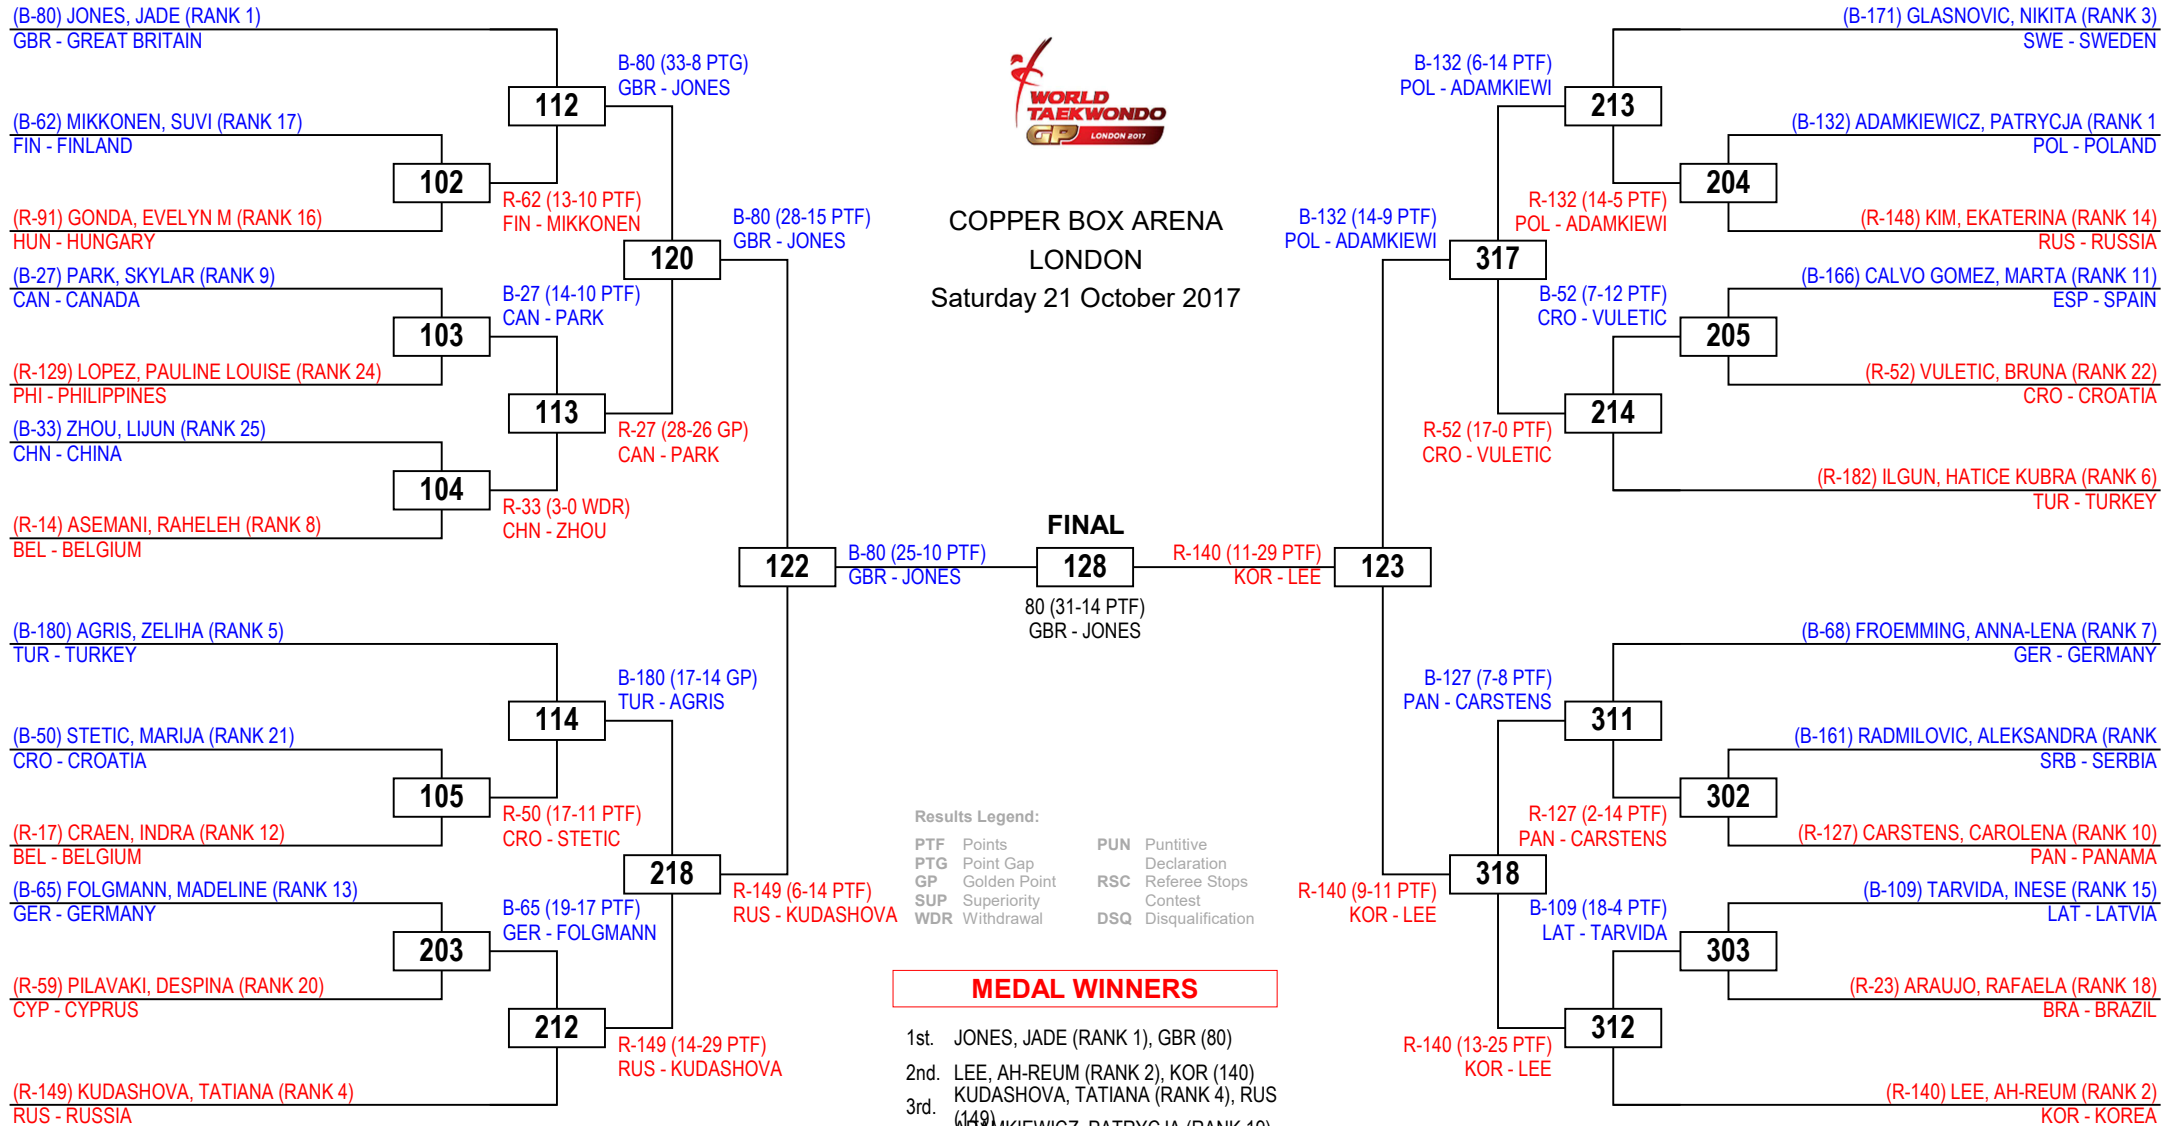 (B-80) JONES, JADE (RANK 1)
GBR - GREAT BRITAIN
(B-62) MIKKONEN, SUVI (RANK 17)
FIN - FINLAND
(R-91) GONDA, EVELYN M (RANK 16)
HUN - HUNGARY
(B-27) PARK, SKYLAR (RANK 9)
CAN - CANADA
(R-129) LOPEZ, PAULINE LOUISE (RANK 24)
PHI - PHILIPPINES
(B-33) ZHOU, LIJUN (RANK 25)
CHN - CHINA
(R-14) ASEMANI, RAHELEH (RANK 8)
BEL - BELGIUM
(B-180) AGRIS, ZELIHA (RANK 5)
TUR - TURKEY
(B-50) STETIC, MARIJA (RANK 21)
CRO - CROATIA
(R-17) CRAEN, INDRA (RANK 12)
BEL - BELGIUM
(B-65) FOLGMANN, MADELINE (RANK 13)
GER - GERMANY
(R-59) PILAVAKI, DESPINA (RANK 20)
CYP - CYPRUS
(R-149) KUDASHOVA, TATIANA (RANK 4)
RUS - RUSSIA
102
103
104
105
203
R-62 (13-10 PTF)
FIN - MIKKONEN
B-27 (14-10 PTF)
CAN - PARK
R-33 (3-0 WDR)
CHN - ZHOU
R-50 (17-11 PTF)
CRO - STETIC
B-65 (19-17 PTF)
GER - FOLGMANN
112
113
114
212
B-80 (33-8 PTG)
GBR - JONES
R-27 (28-26 GP)
CAN - PARK
B-180 (17-14 GP)
TUR - AGRIS
R-149 (14-29 PTF)
RUS - KUDASHOVA
120
218
B-80 (28-15 PTF)
GBR - JONES
R-149 (6-14 PTF)
RUS - KUDASHOVA
122
B-80 (25-10 PTF)
GBR - JONES
WORLD
TAEKWONDO
GP LONDON 2017
COPPER BOX ARENA
LONDON
Saturday 21 October 2017
FINAL
128
80 (31-14 PTF)
GBR - JONES
R-140 (11-29 PTF)
KOR - LEE
123
B-132 (14-9 PTF)
POL - ADAMKIEWI
R-140 (9-11 PTF)
KOR - LEE
317
318
B-132 (6-14 PTF)
POL - ADAMKIEWI
R-52 (17-0 PTF)
CRO - VULETIC
B-127 (7-8 PTF)
PAN - CARSTENS
R-140 (13-25 PTF)
KOR - LEE
213
214
311
312
R-132 (14-5 PTF)
POL - ADAMKIEWI
B-52 (7-12 PTF)
CRO - VULETIC
R-127 (2-14 PTF)
PAN - CARSTENS
B-109 (18-4 PTF)
LAT - TARVIDA
204
205
302
303
(B-171) GLASNOVIC, NIKITA (RANK 3)
SWE - SWEDEN
(B-132) ADAMKIEWICZ, PATRYCJA (RANK 1
POL - POLAND
(R-148) KIM, EKATERINA (RANK 14)
RUS - RUSSIA
(B-166) CALVO GOMEZ, MARTA (RANK 11)
ESP - SPAIN
(R-52) VULETIC, BRUNA (RANK 22)
CRO - CROATIA
(R-182) ILGUN, HATICE KUBRA (RANK 6)
TUR - TURKEY
(B-68) FROEMMING, ANNA-LENA (RANK 7)
GER - GERMANY
(B-161) RADMILOVIC, ALEKSANDRA (RANK
SRB - SERBIA
(R-127) CARSTENS, CAROLENA (RANK 10)
PAN - PANAMA
(B-109) TARVIDA, INESE (RANK 15)
LAT - LATVIA
(R-23) ARAUJO, RAFAELA (RANK 18)
BRA - BRAZIL
(R-140) LEE, AH-REUM (RANK 2)
KOR - KOREA
Results Legend:
PTF Points
PTG Point Gap
GP Golden Point
SUP Superiority
WDR Withdrawal
PUN Puntitive
Declaration
RSC Referee Stops
Contest
DSQ Disqualification
MEDAL WINNERS
1st. JONES, JADE (RANK 1), GBR (80)
2nd. LEE, AH-REUM (RANK 2), KOR (140)
3rd. KUDASHOVA, TATIANA (RANK 4), RUS
(149)
ADAMKIEWICZ, PATRYCJA (RANK 19)